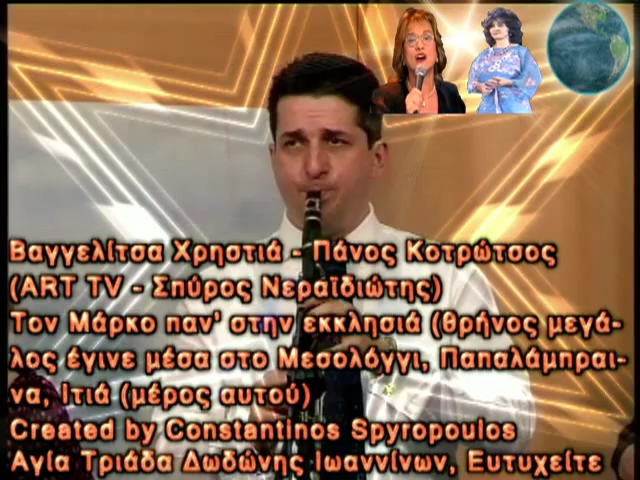 Βαγγελίτσα Χρηστιά - Πάνος Κοτρώτσος
(ART TV - Σπύρος Νεραϊδιώτης)
Τον Μάρκο παν' στην εκκλησιά (θρήνος μεγά-
λος έγινε μέσα στο Μεσολόγγι, Παπαλάμπραι-
να, Ιτιά (μέρος αυτού)
Created by Constantinos Spyropoulos
Αγία Τριάδα Δωδώνης Ιωαννίνων, Ευτυχείτε